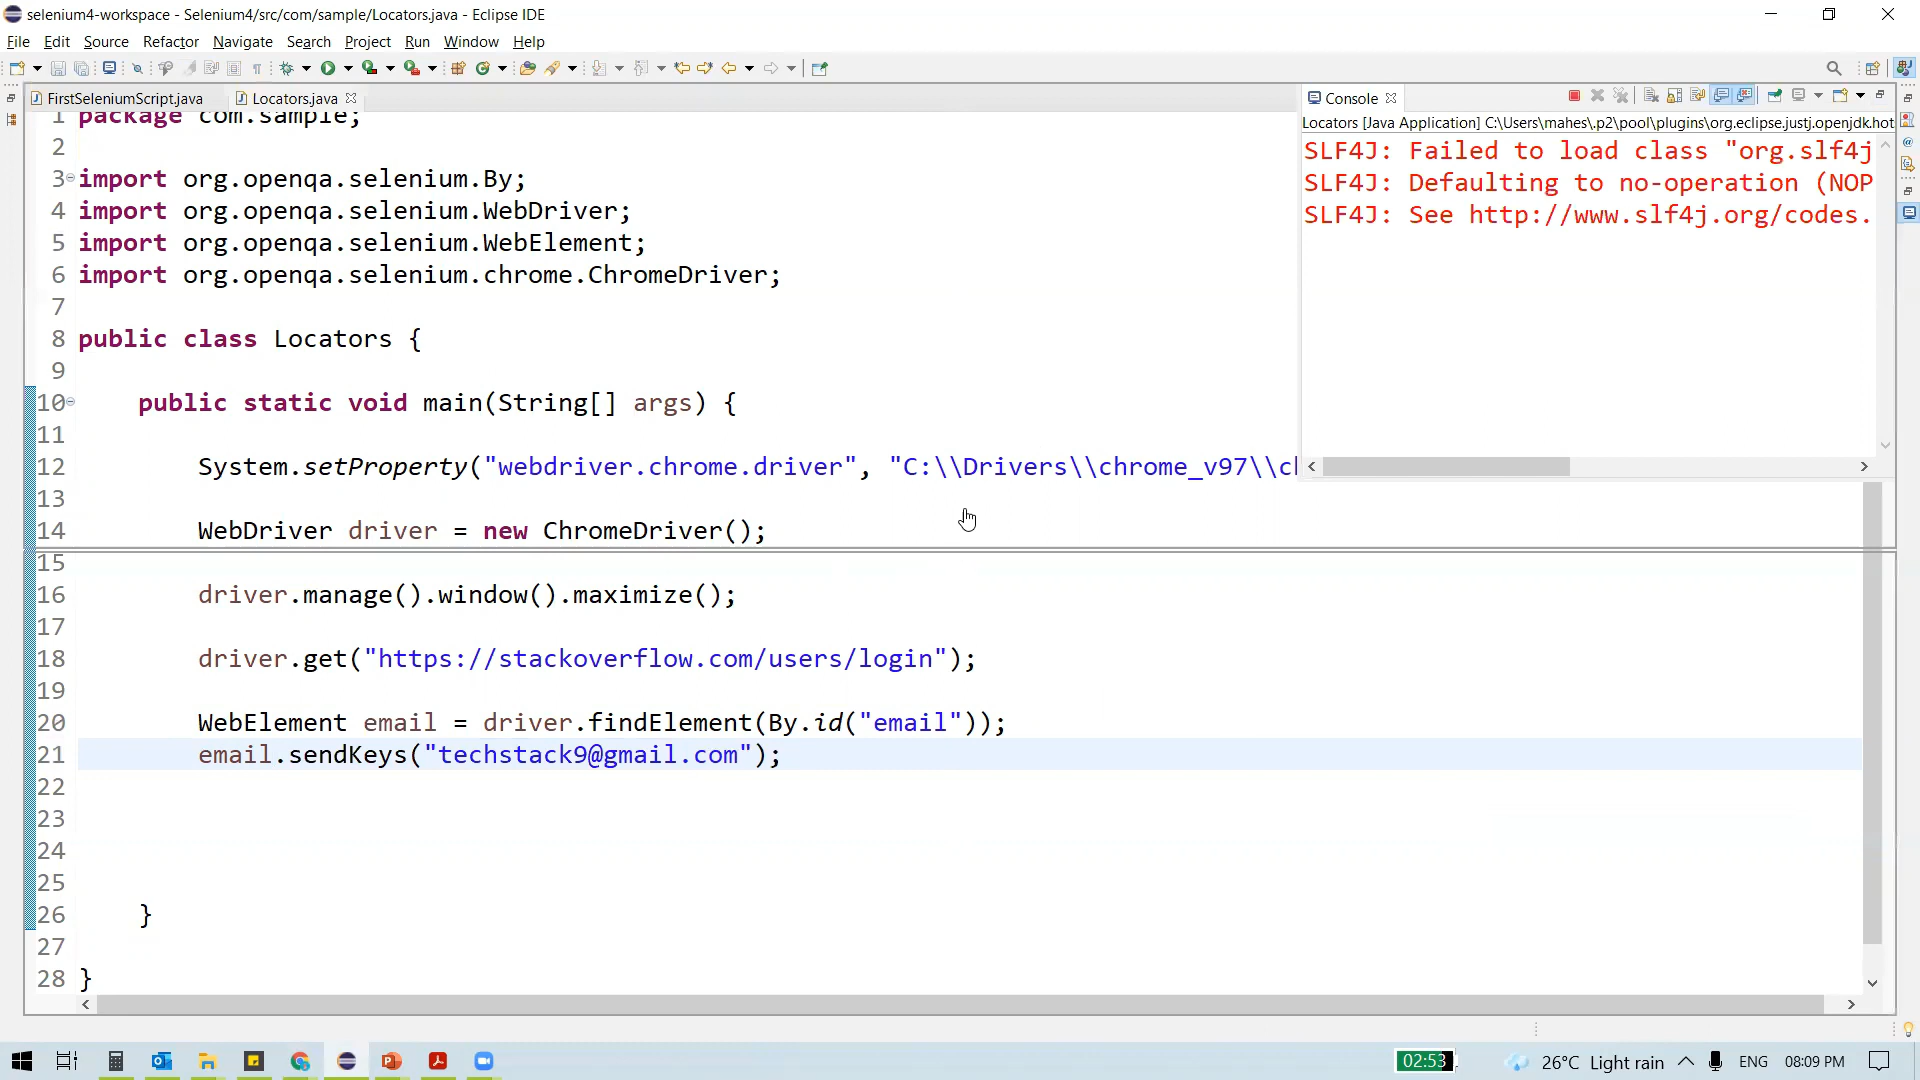 selenium4-workspace - Selenium4/src/com/sample/Locators.java - Eclipse IDE
File Edit Source Refactor Navigate Search Project Run Window Help
FirstSeleniumScript.java Locators.java
Console
Locators [Java Application] C:\Users\mahes\.p2\pool\plugins\org.eclipse.justj.openjdk.hot
SLF4J: Failed to load class "org.slf4j
SLF4J: Defaulting to no-operation (NOP
SLF4J: See http://www.slf4j.org/codes.
1 package com.sample;
2
3 import org.openqa.selenium.By;
4 import org.openqa.selenium.WebDriver;
5 import org.openqa.selenium.WebElement;
6 import org.openqa.selenium.chrome.ChromeDriver;
7
8 public class Locators {
9
10 public static void main(String[] args) {
11
12 System.setProperty("webdriver.chrome.driver", "C:\\Drivers\\chrome_v97\\cl
13
14 WebDriver driver = new ChromeDriver();
15
16 driver.manage().window().maximize();
17
18 driver.get("https://stackoverflow.com/users/login");
19
20 WebElement email = driver.findElement(By.id("email"));
21 email.sendKeys("techstack9@gmail.com");
22
23
24
25
26 }
27
28 }
02:53 26°C Light rain ENG 08:09 PM